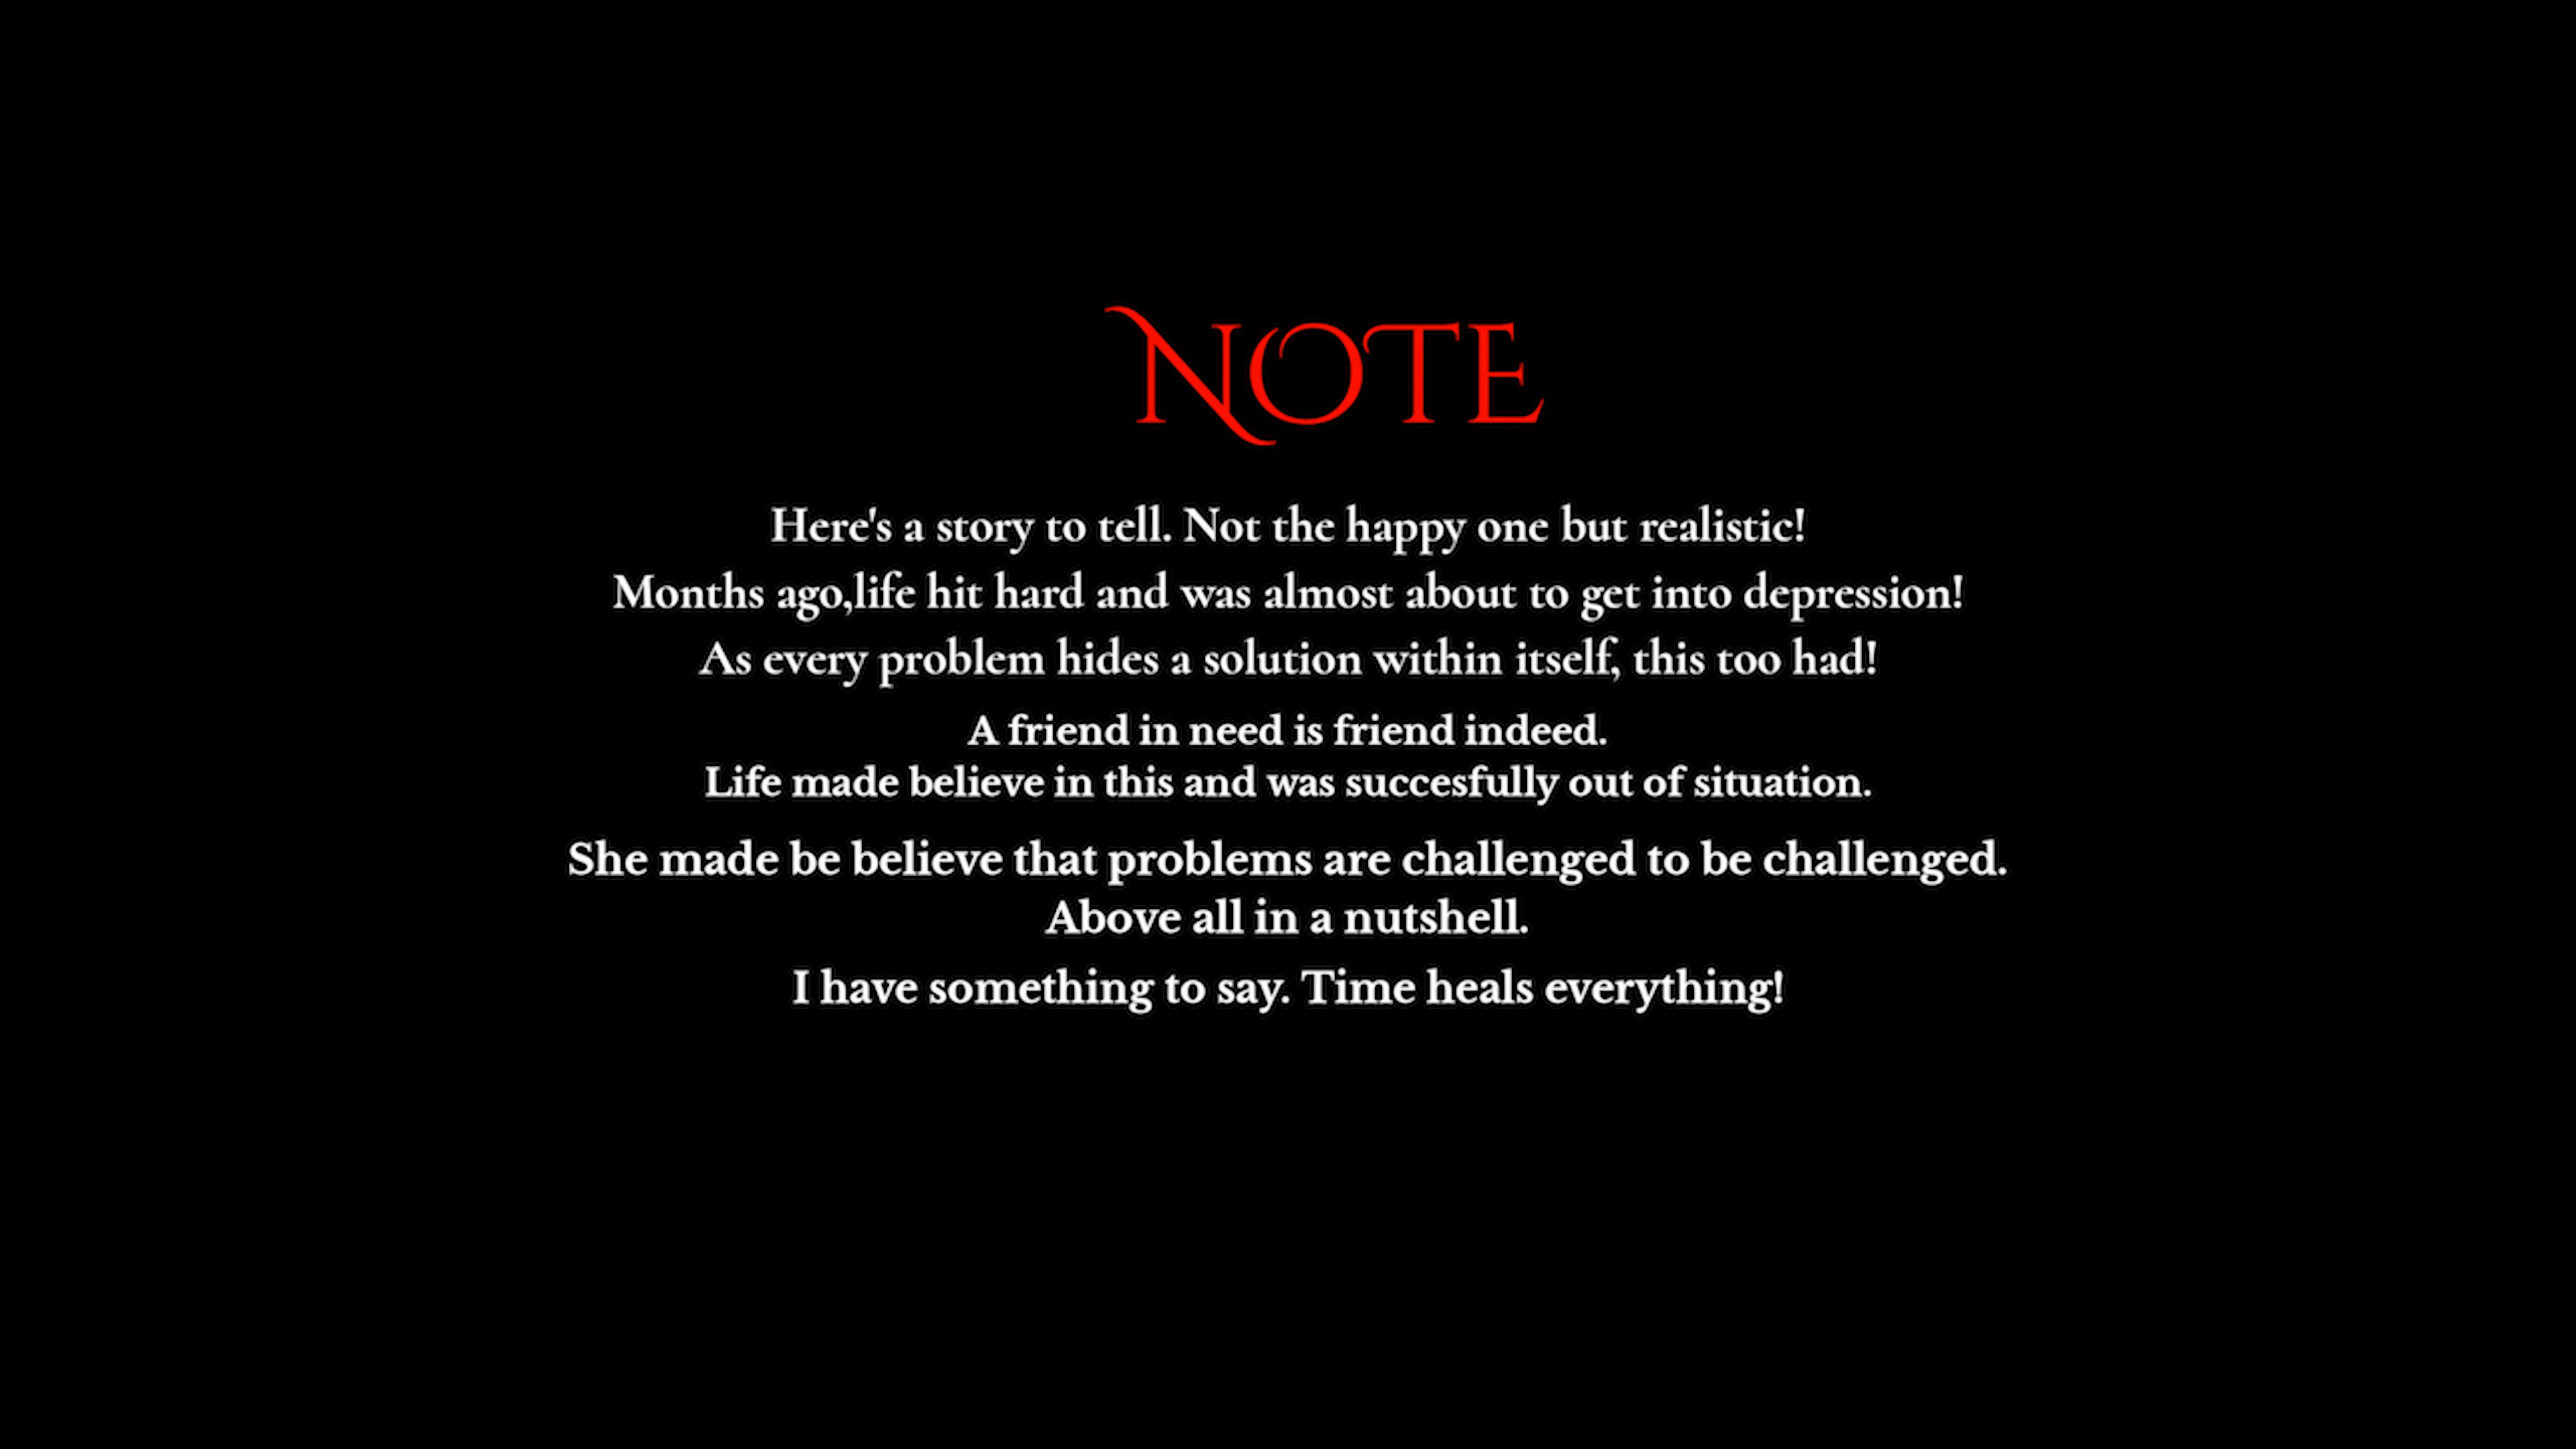 NOTE
Here's a story to tell. Not the happy one but realistic!
Months ago,life hit hard and was almost about to get into depression!
As every problem hides a solution within itself, this too had!
A friend in need is friend indeed.
Life made believe in this and was succesfully out of situation.
She made be believe that problems are challenged to be challenged.
Above all in a nutshell.
I have something to say. Time heals everything!